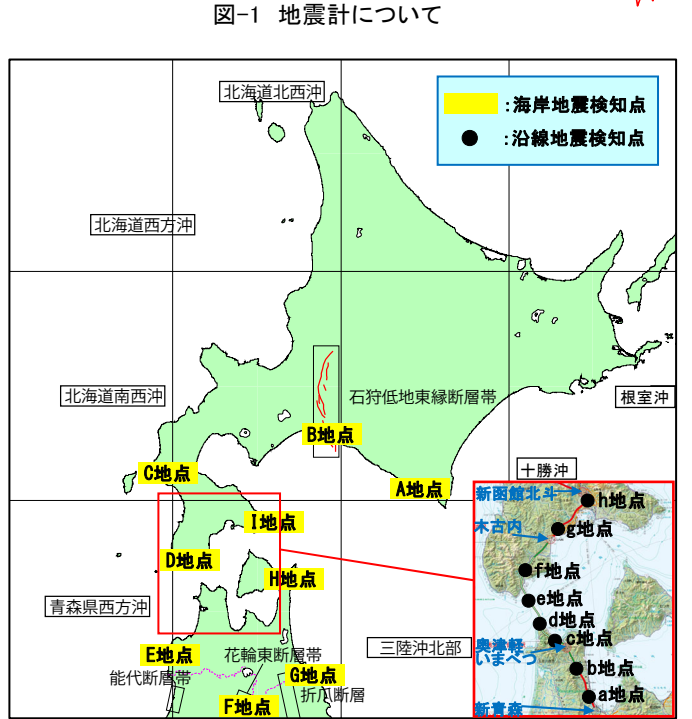 図-1 地震計について
北海道北西沖
：海岸地震検知点
：沿線地震検知点
北海道西方沖
北海道南西沖
石狩低地東縁断層帯
根室沖
B地点
C地点
A地点
十勝沖
I地点
D地点
H地点
青森県西方沖
三陸沖北部
E地点
花輪東断層帯
能代断層帯
G地点
折爪断層
F地点
新函館北斗
h地点
木古内
g地点
f地点
e地点
d地点
c地点
奥津軽
いまべつ
b地点
a地点
新青森